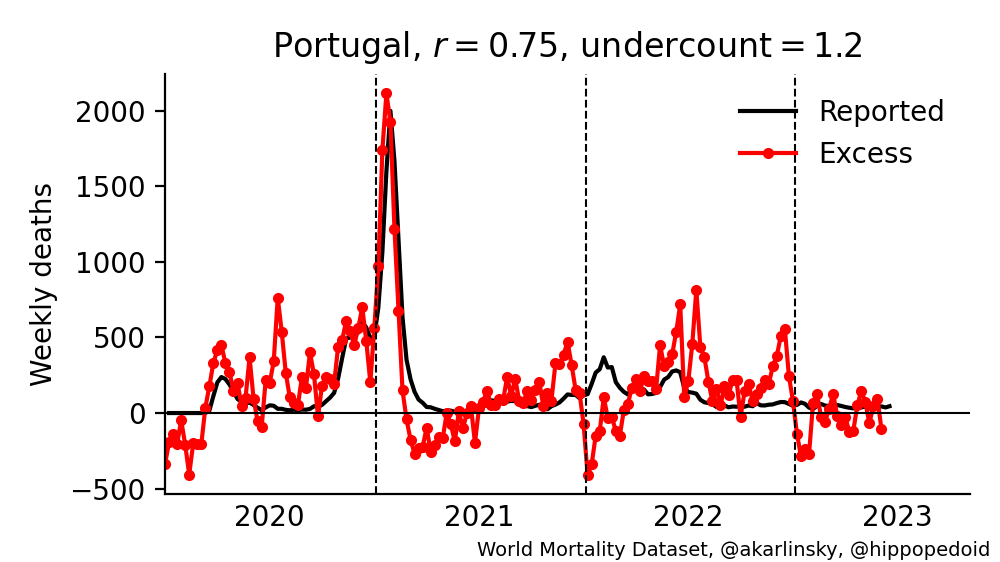 Portugal, r = 0.75, undercount = 1.2
Weekly deaths
2000
1500
1000
500
0
−500
Reported
Excess
2020 2021 2022 2023
World Mortality Dataset, @akarlinsky, @hippopedoid